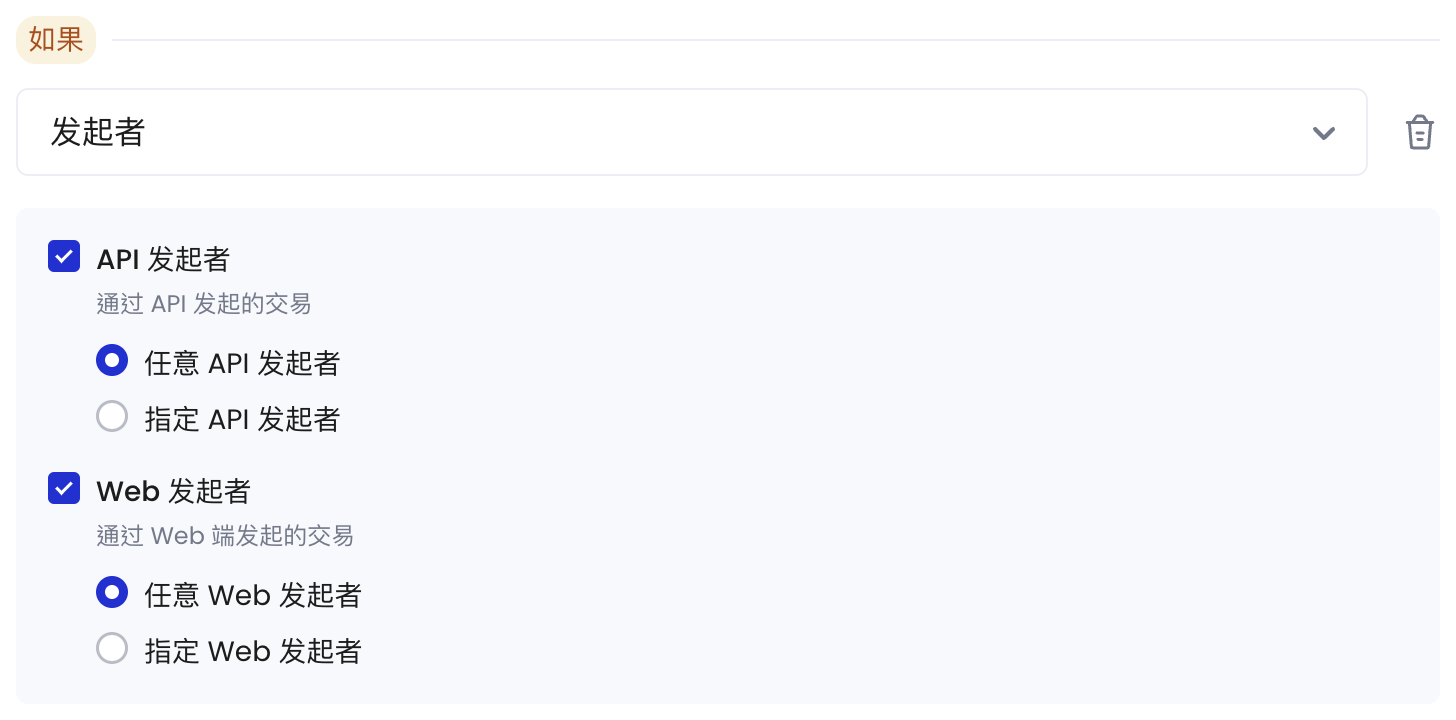 如果
发起者
API 发起者
通过 API 发起的交易
任意 API 发起者
指定 API 发起者
Web 发起者
通过 Web 端发起的交易
任意 Web 发起者
指定 Web 发起者